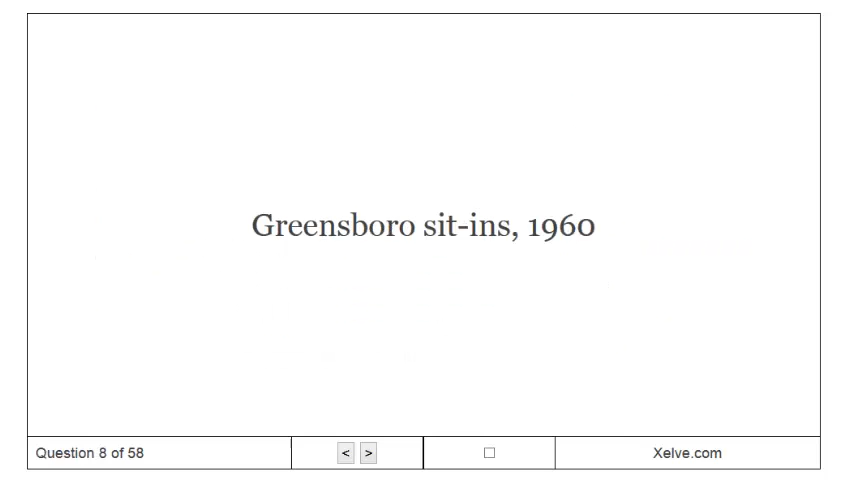 Greensboro sit-ins, 1960
Question 8 of 58
< >
Xelve.com